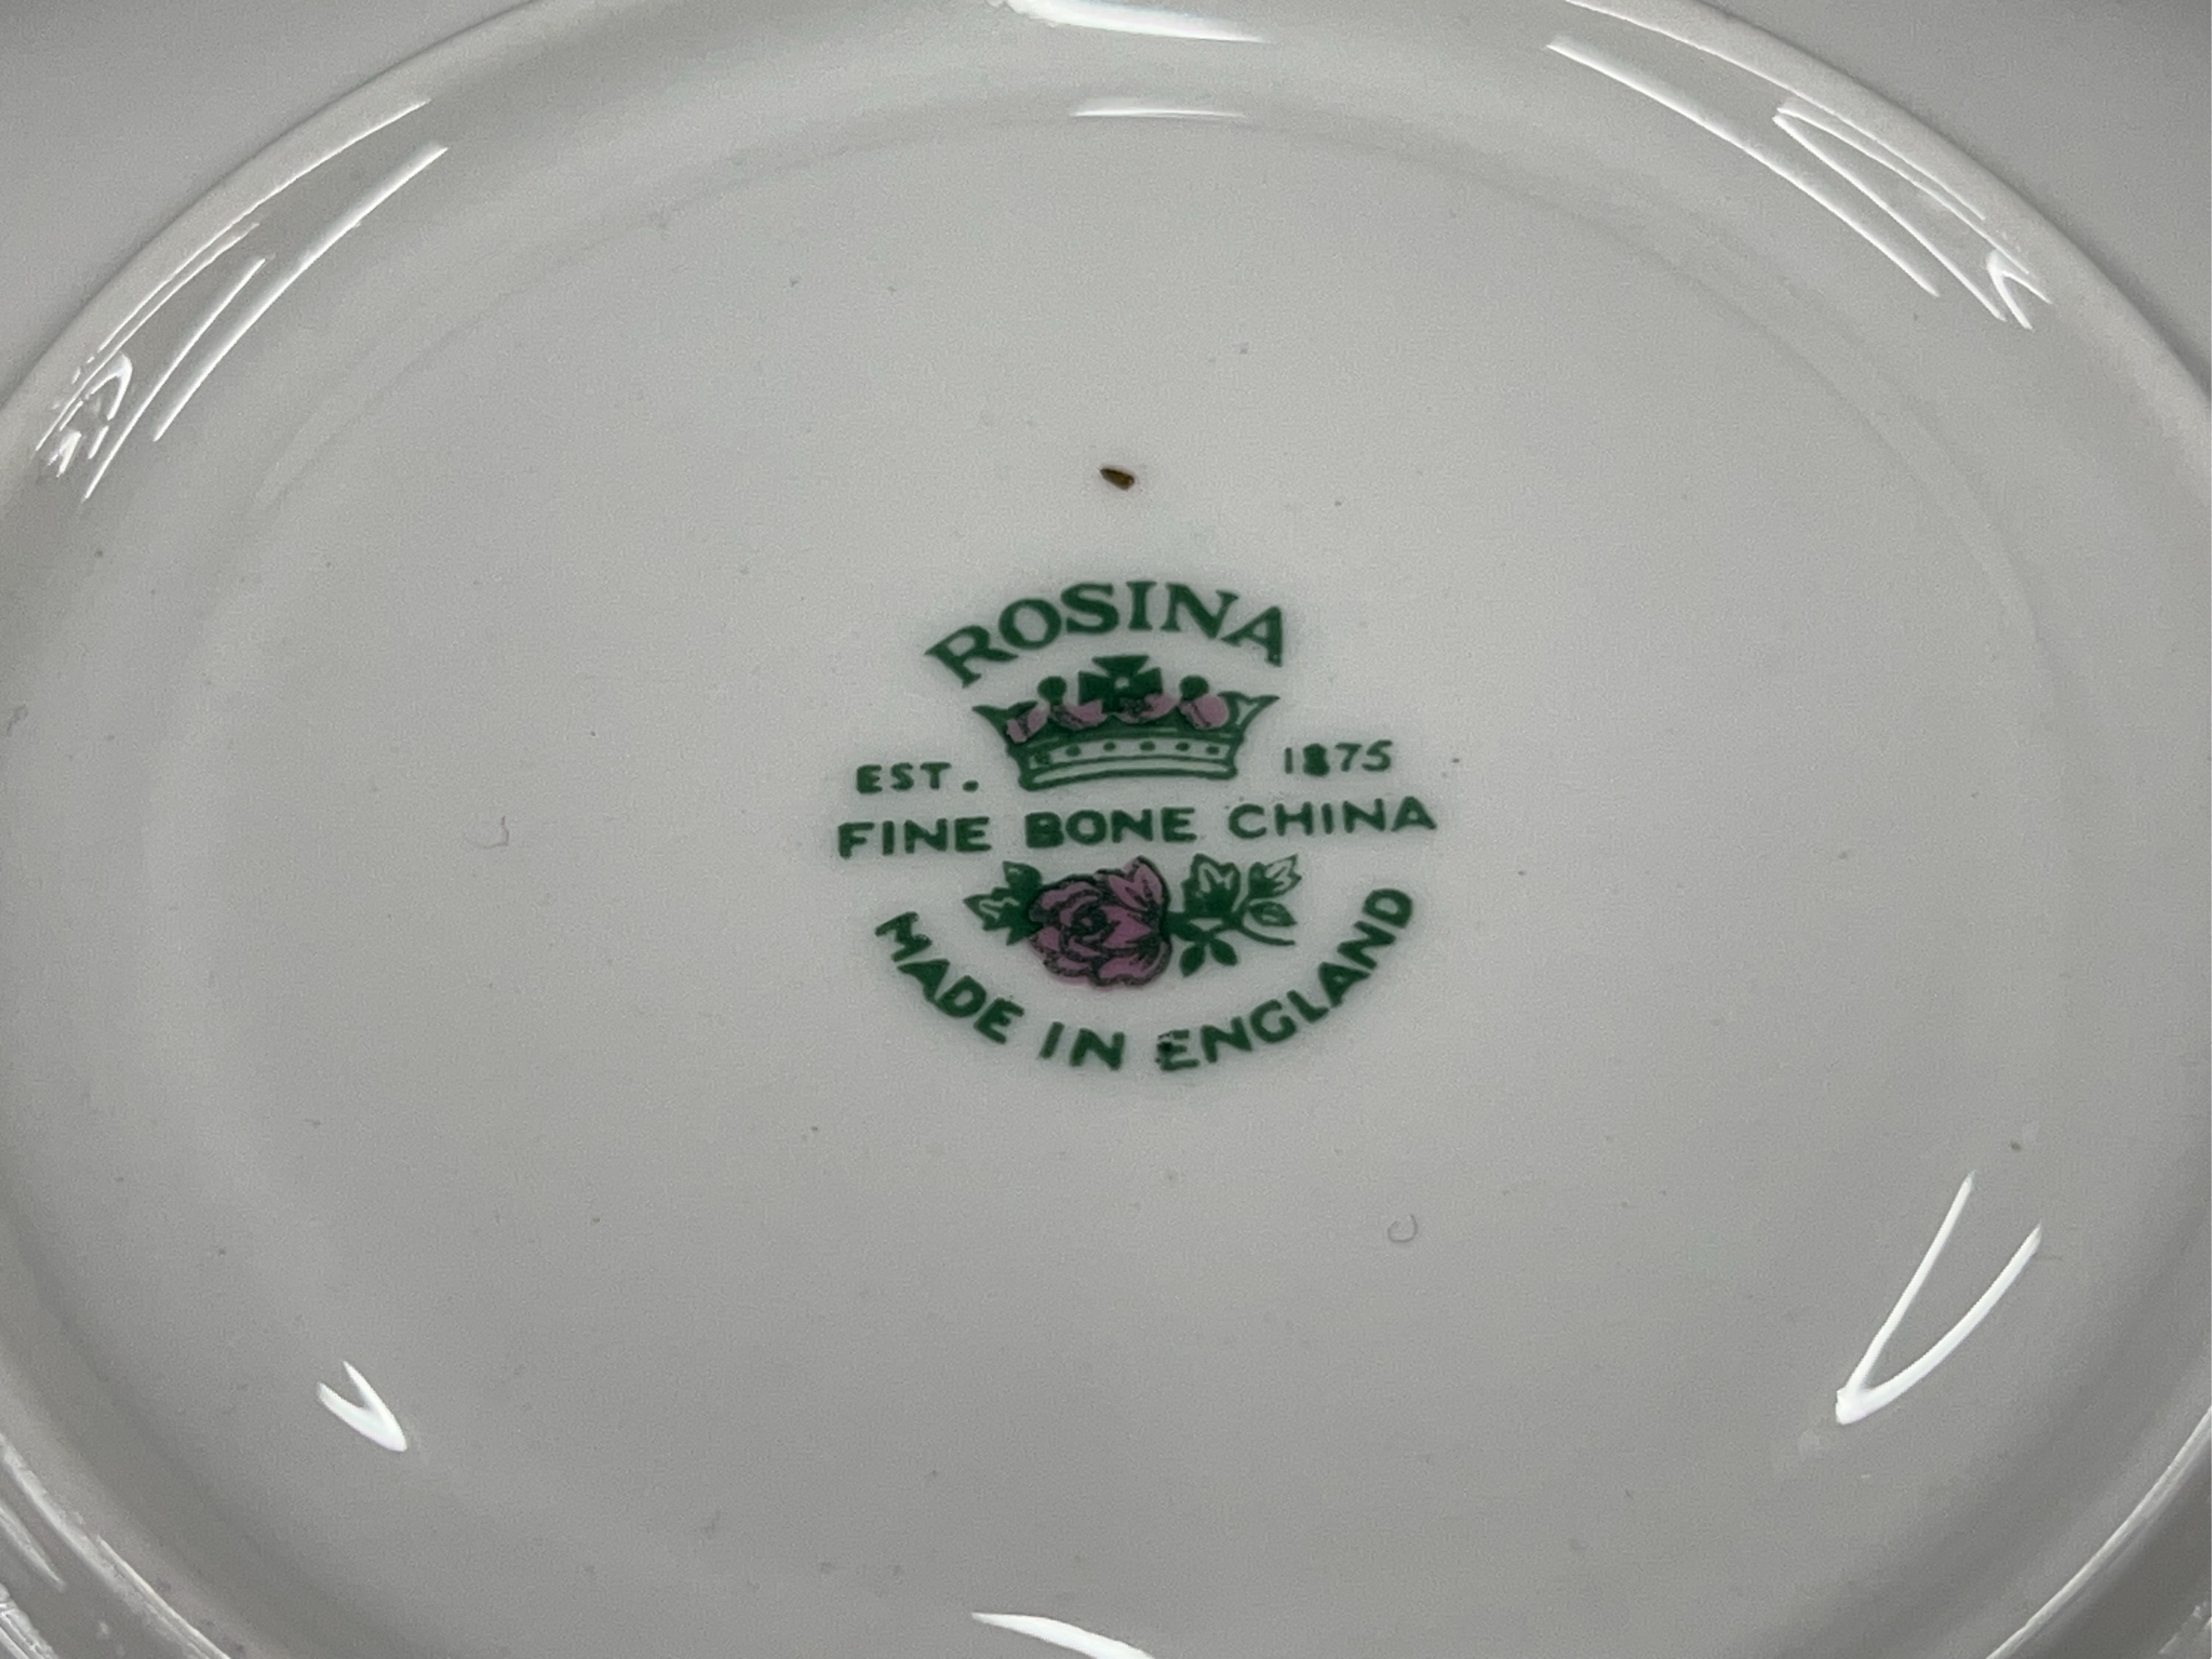 ROSINA
EST. 1875
FINE BONE CHINA
MADE IN ENGLAND